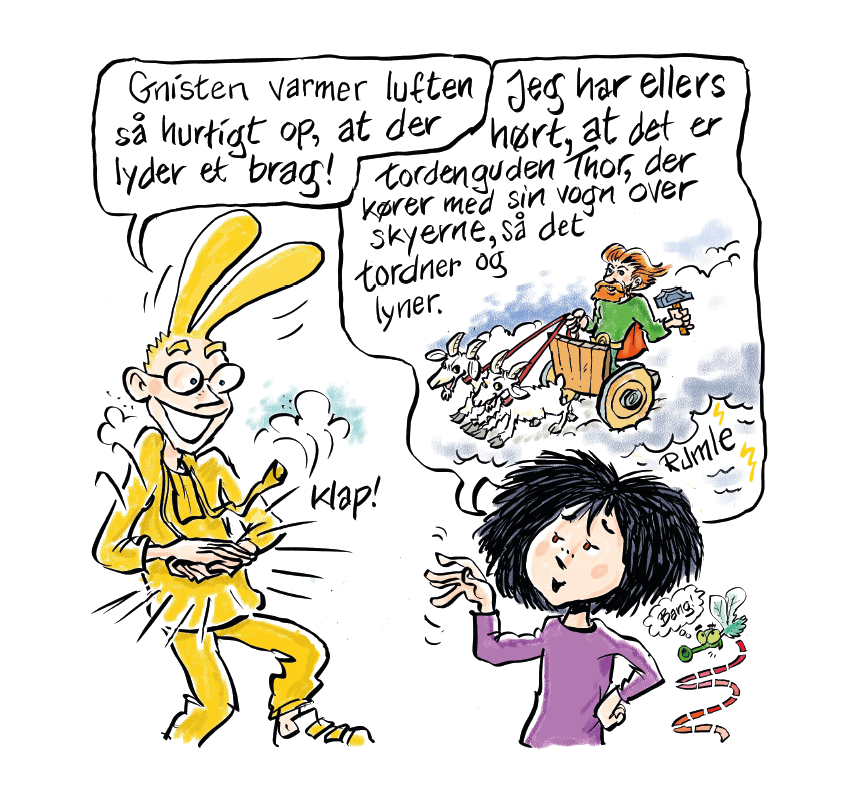 Gnisten varmer luften
så hurtigt op, at der
lyder et brag!
Jeg har ellers
hørt, at det er
tordenguden Thor, der
kører med sin vogn over
skyerne, så det
tordner og
lyner.
Rumle
Klap!
Bang!